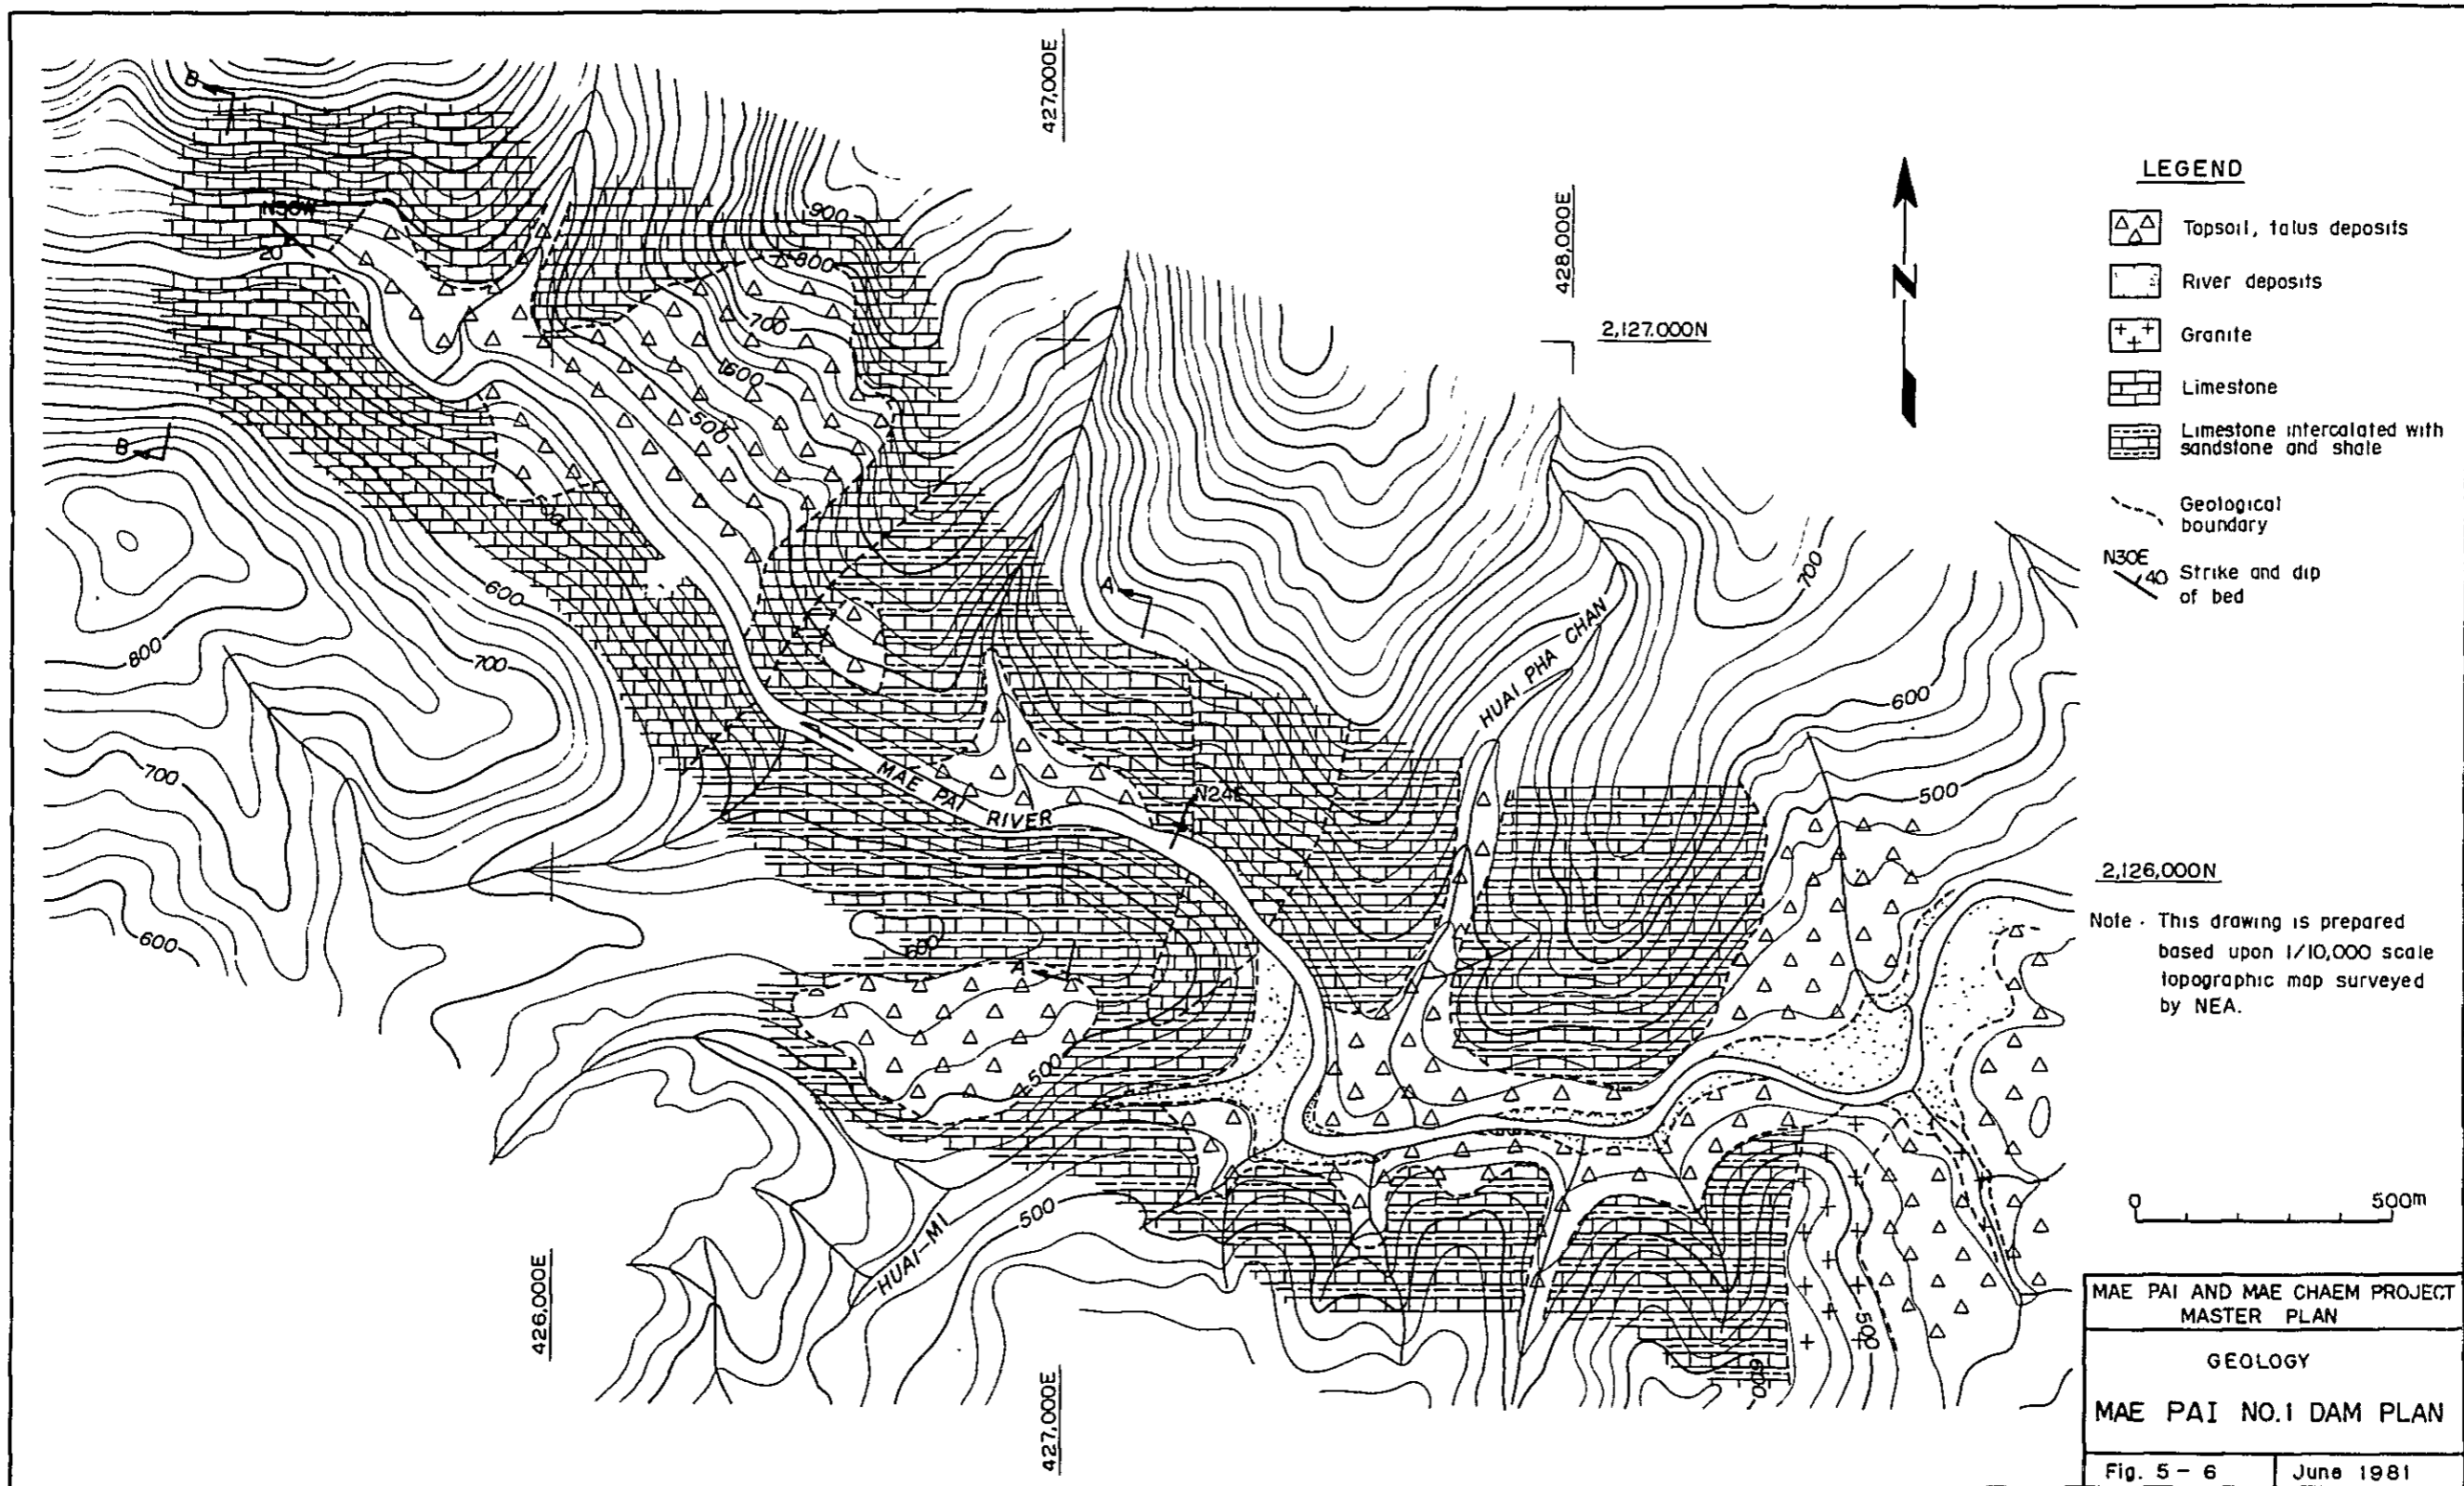 427,000E
B
N50W
20
900
800
700
600
500
428,000E
2,127,000N
N
LEGEND
Topsoil, talus deposits
River deposits
Granite
Limestone
Limestone intercalated with
sandstone and shale
Geological
boundary
N30E
40
Strike and dip
of bed
B
600
700
800
700
600
A
HUAI PHA CHAN
700
600
500
MAE PAI
RIVER
N24E
600
A
500
2,126,000N
Note. This drawing is prepared
based upon 1/10,000 scale
topographic map surveyed
by NEA.
HUAI-MI
500
500
600
0 500m
426,000E
427,000E
MAE PAI AND MAE CHAEM PROJECT
MASTER PLAN
GEOLOGY
MAE PAI NO.1 DAM PLAN
Fig. 5-6
June 1981